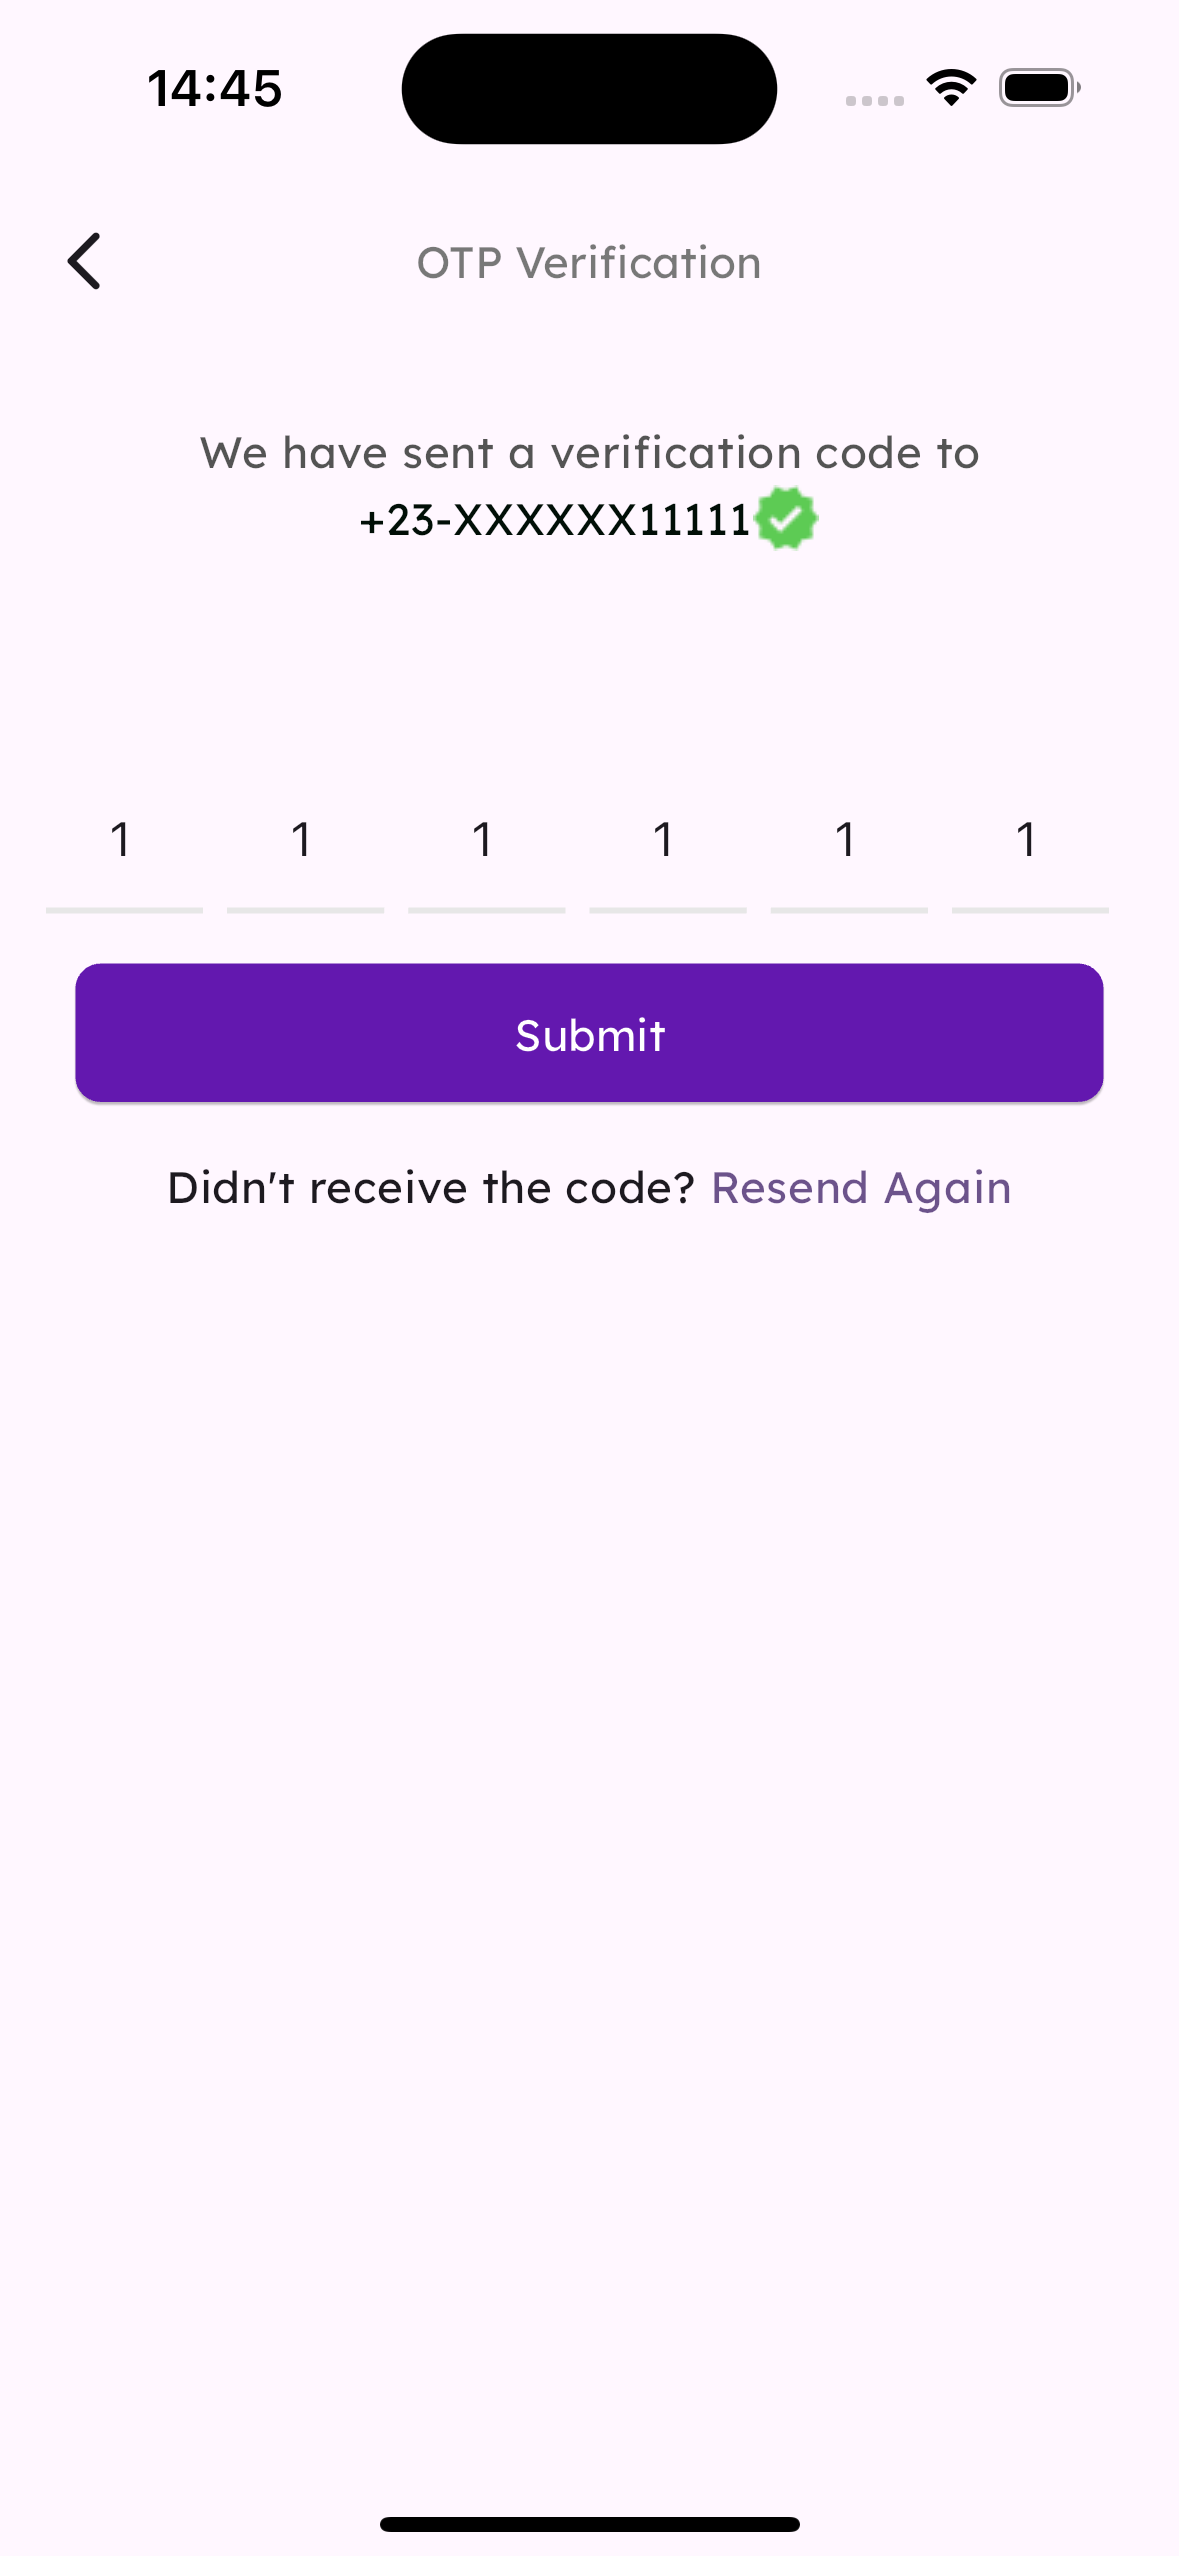 14:45
OTP Verification
We have sent a verification code to
+23-XXXXXX11111
1 1 1 1 1 1
Submit
Didn't receive the code? Resend Again